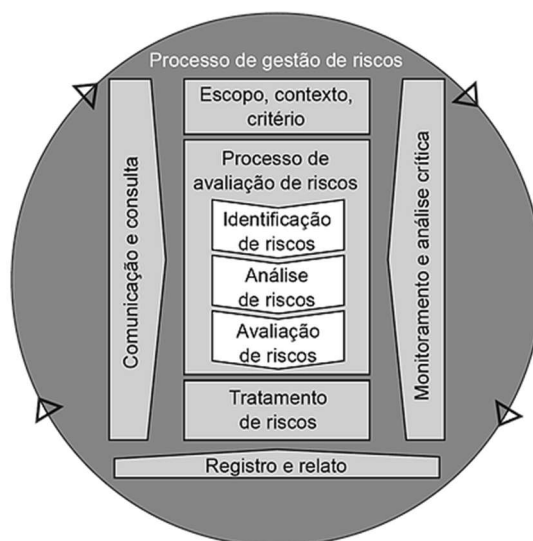 Processo de gestão de riscos
Escopo, contexto,
critério
Processo de
avaliação de riscos
Identificação
de riscos
Análise
de riscos
Avaliação
de riscos
Tratamento
de riscos
Comunicação e consulta
Monitoramento e análise crítica
Registro e relato